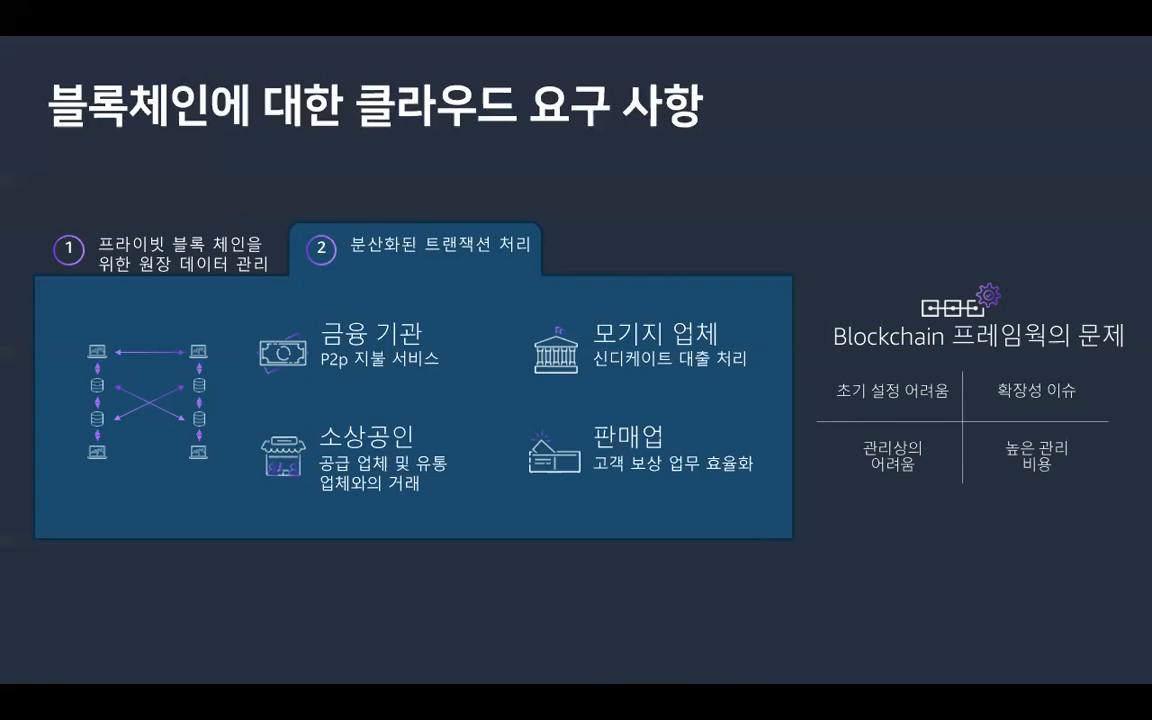 블록체인에 대한 클라우드 요구 사항
1
프라이빗 블록 체인을
위한 원장 데이터 관리
2
분산화된 트랜잭션 처리
금융 기관
P2p 지불 서비스
모기지 업체
신디케이트 대출 처리
소상공인
공급 업체 및 유통
업체와의 거래
판매업
고객 보상 업무 효율화
Blockchain 프레임웍의 문제
초기 설정 어려움
확장성 이슈
관리상의
어려움
높은 관리
비용